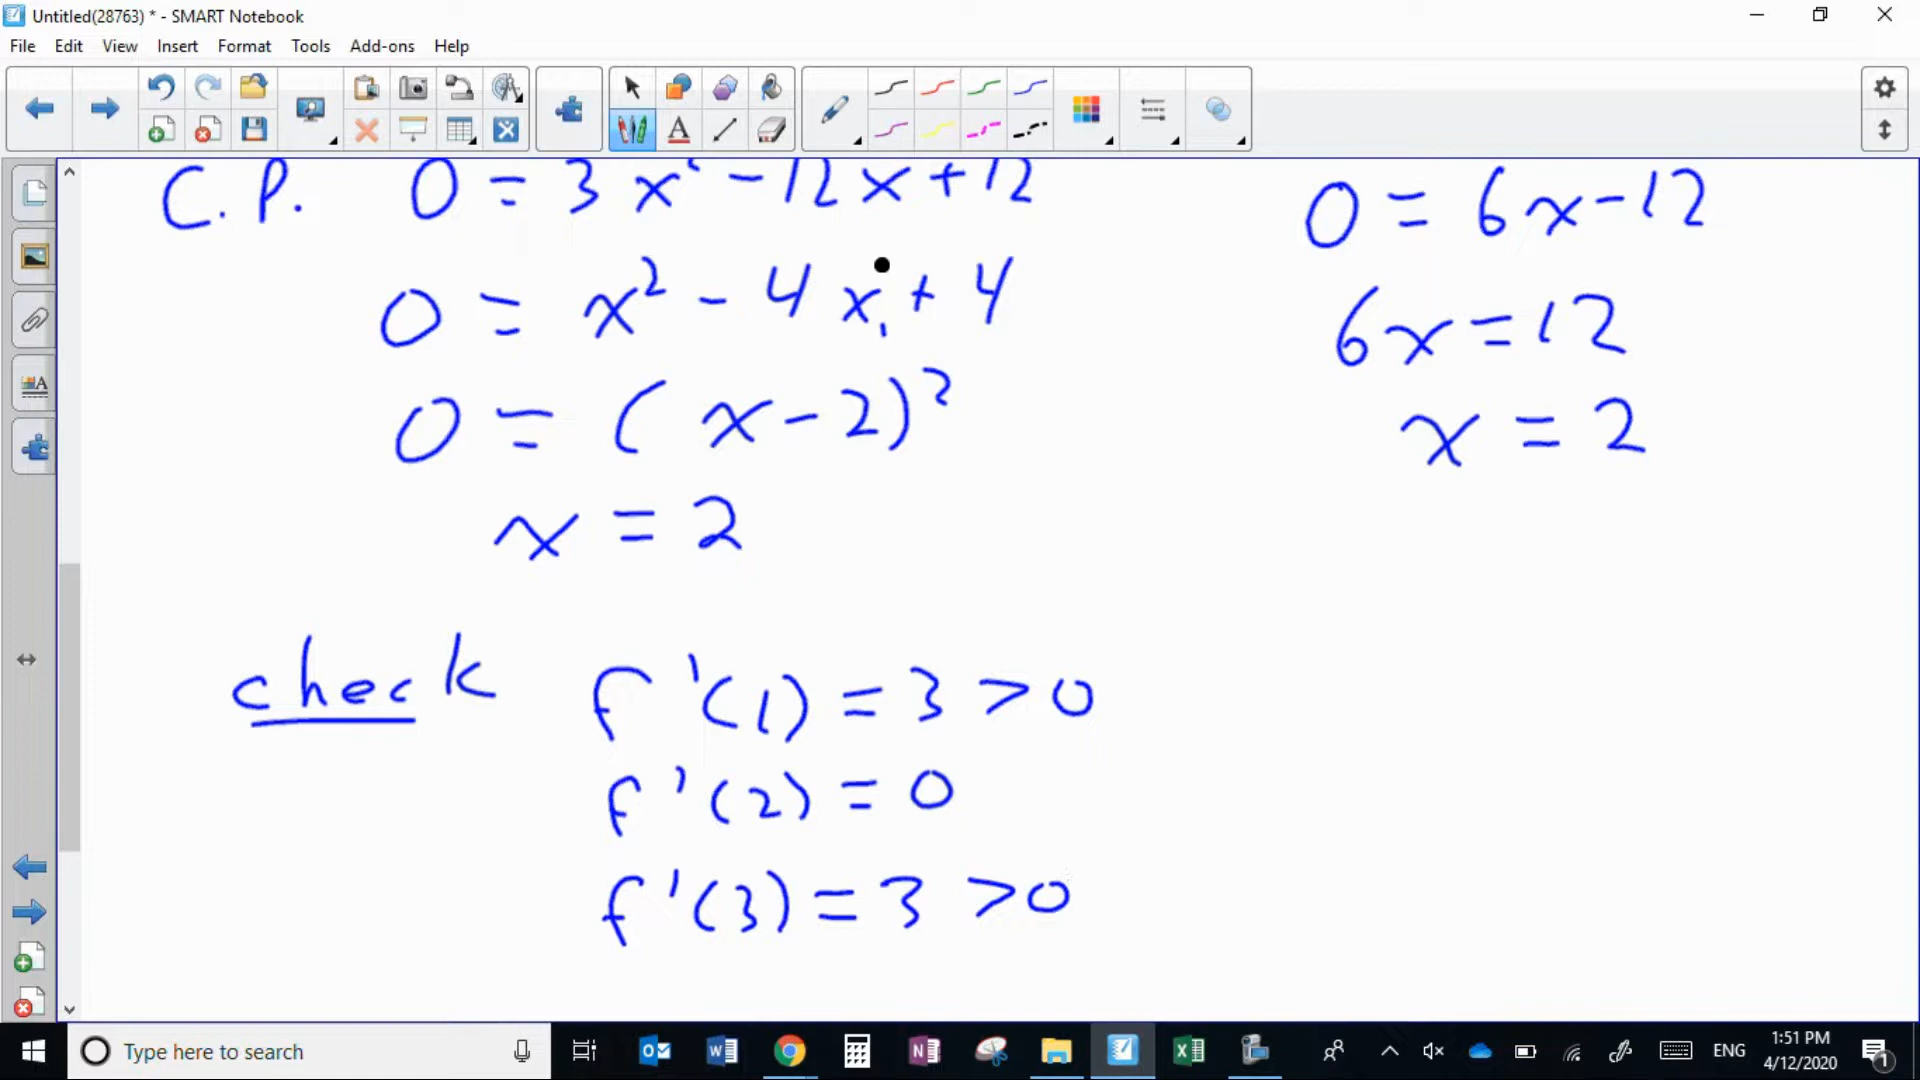 Untitled(28763) * - SMART Notebook
File Edit View Insert Format Tools Add-ons Help
C.P. 0 = 3x² - 12x + 12
0 = x² - 4x + 4
0 = (x - 2)²
x = 2
0 = 6x - 12
6x = 12
x = 2
check f'(1) = 3 > 0
f'(2) = 0
f'(3) = 3 > 0
Type here to search
ENG
1:51 PM
4/12/2020
1